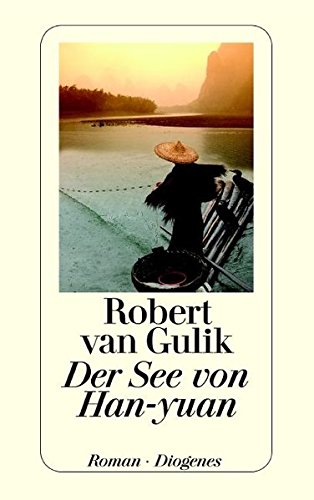 Robert
van Gulik
Der See von
Han-yuan
Roman · Diogenes